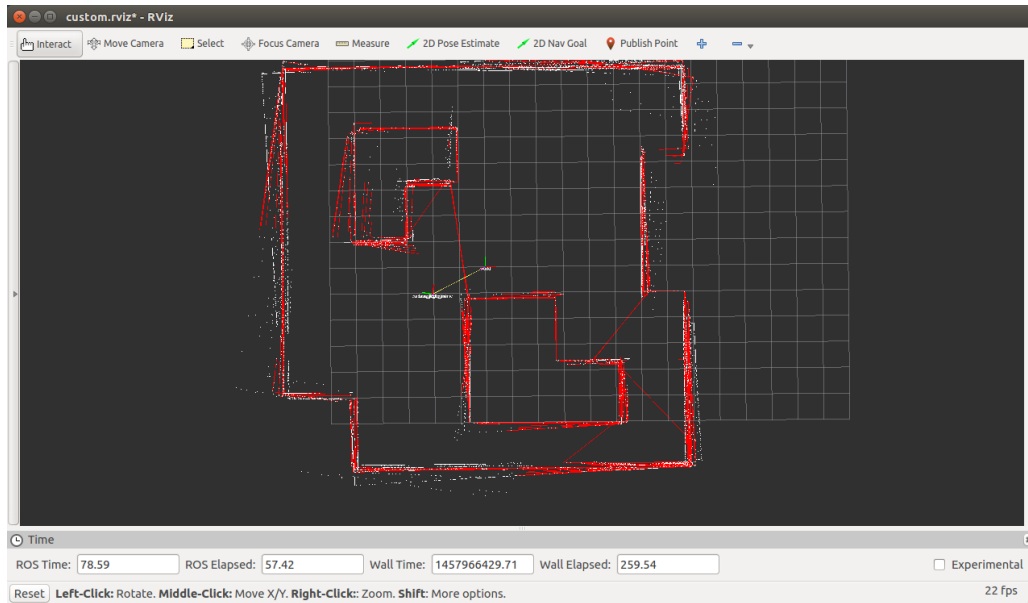 custom.rviz* - RViz
Interact Move Camera Select Focus Camera Measure 2D Pose Estimate 2D Nav Goal Publish Point
Time
ROS Time: 78.59 ROS Elapsed: 57.42 Wall Time: 1457966429.71 Wall Elapsed: 259.54 Experimental
Reset Left-Click: Rotate. Middle-Click: Move X/Y. Right-Click:: Zoom. Shift: More options. 22 fps